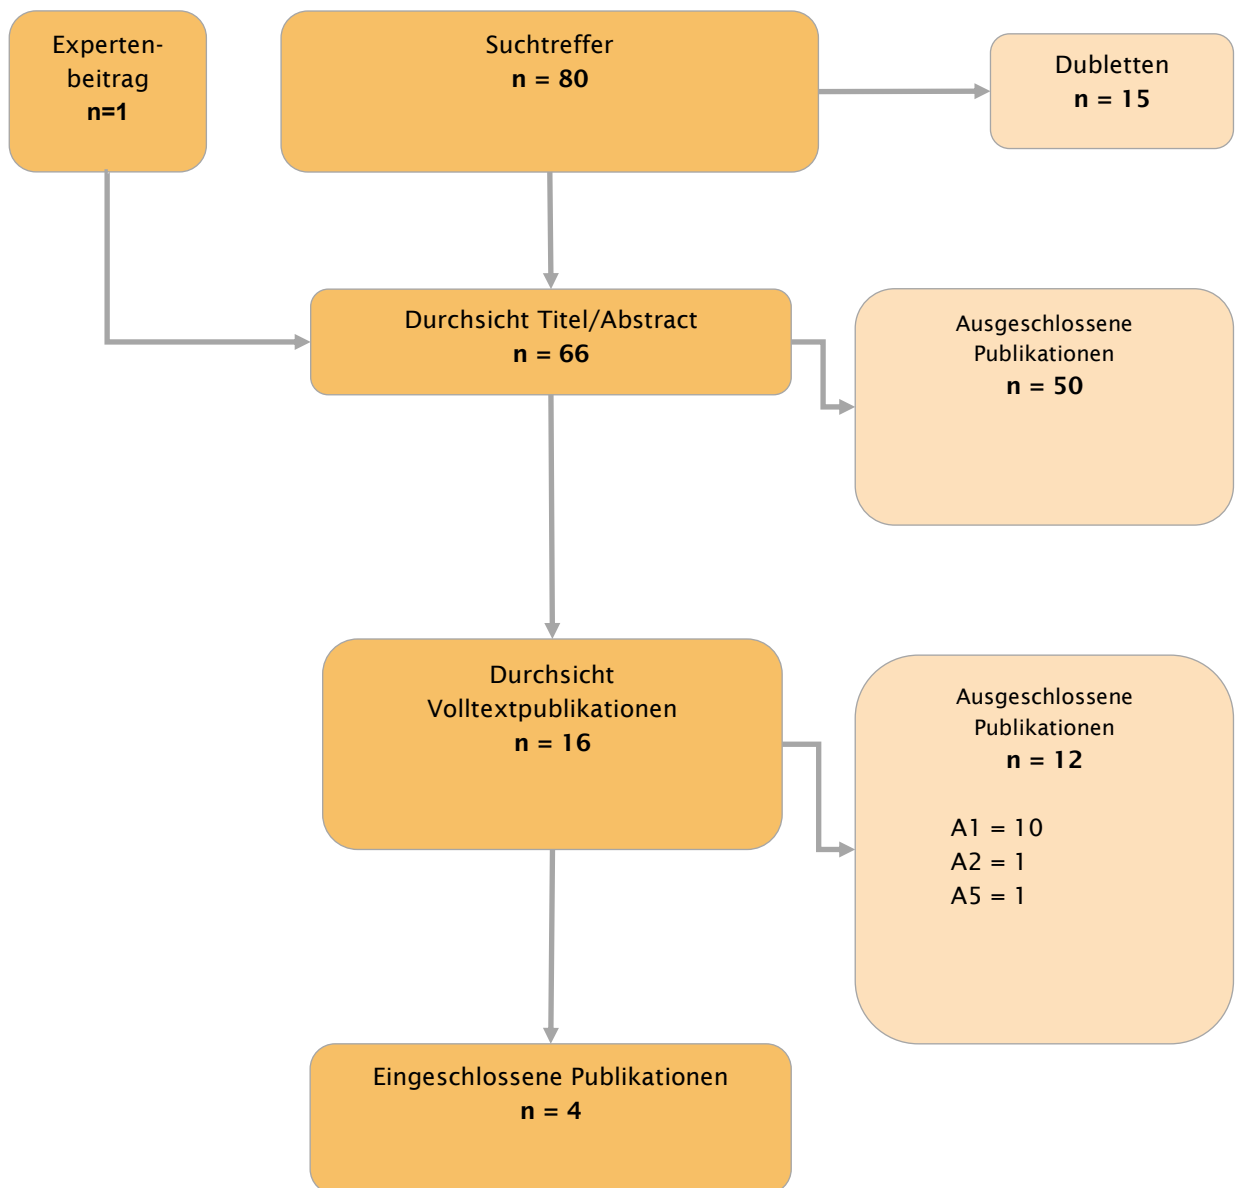 Experten-
beitrag
n=1
Suchtreffer
n = 80
Dubletten
n = 15
Durchsicht Titel/Abstract
n = 66
Ausgeschlossene
Publikationen
n = 50
Durchsicht
Volltextpublikationen
n = 16
Ausgeschlossene
Publikationen
n = 12
A1 = 10
A2 = 1
A5 = 1
Eingeschlossene Publikationen
n = 4